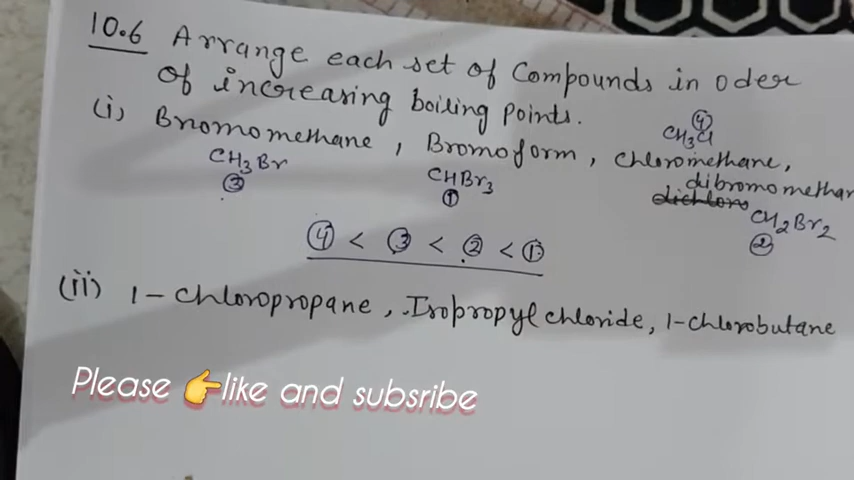 10.6 Arrange each set of Compounds in oder
of increasing boiling Points.
(i) Bromomethane, Bromoform, chloromethane,
CH3Br ③ CHBr3 ① CH3Cl ④
dibromomethan
dichloro CH2Br2 ②
④ < ③ < ② < ①
(ii) 1-chloropropane, Isopropyl chloride, 1-chlorobutane
Please 👉like and subsribe